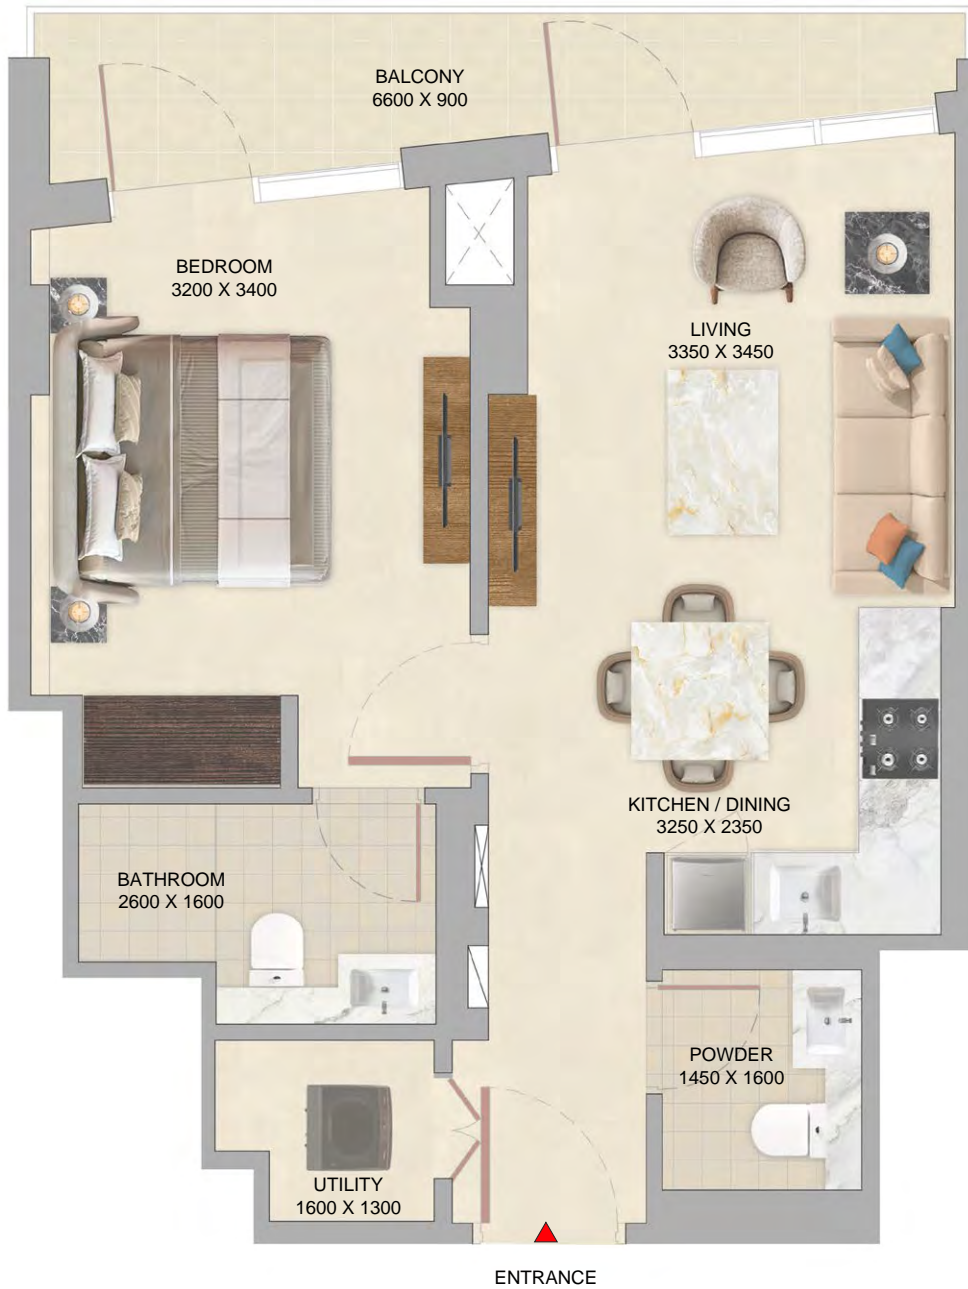 BALCONY
6600 X 900
BEDROOM
3200 X 3400
LIVING
3350 X 3450
KITCHEN / DINING
3250 X 2350
BATHROOM
2600 X 1600
POWDER
1450 X 1600
UTILITY
1600 X 1300
ENTRANCE